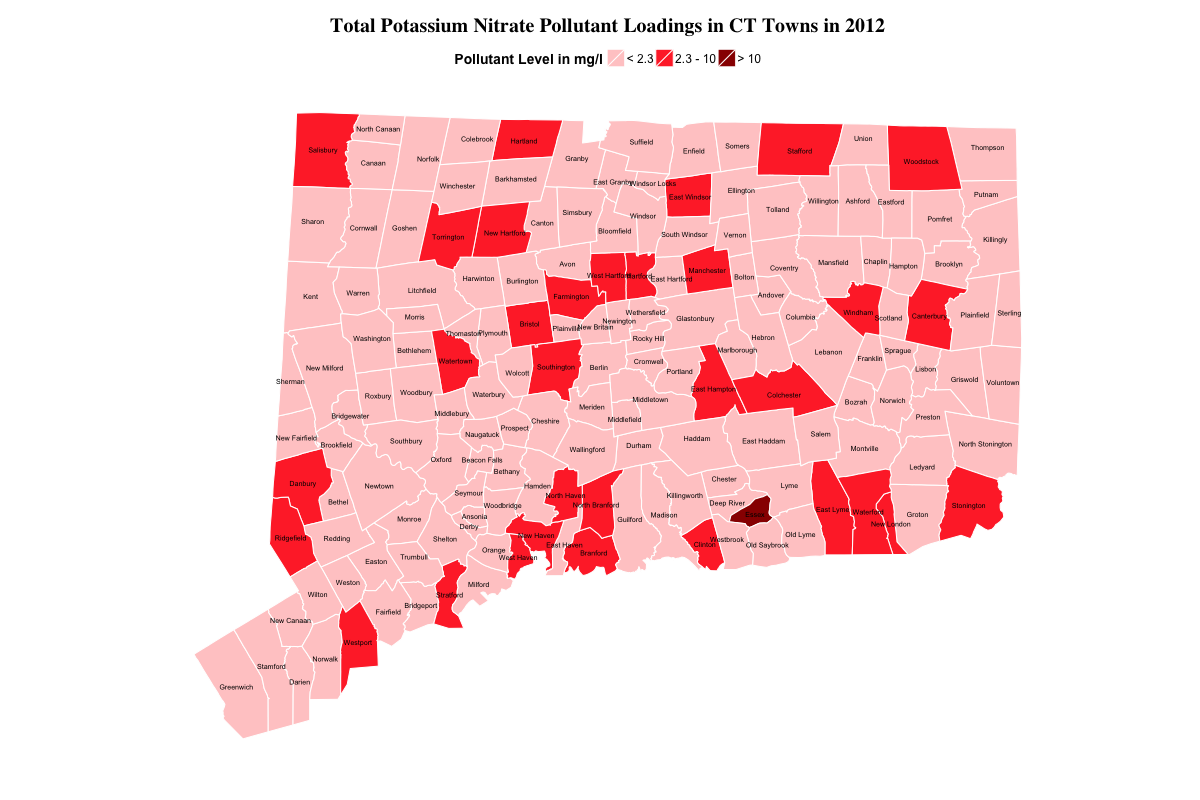 Total Potassium Nitrate Pollutant Loadings in CT Towns in 2012
Pollutant Level in mg/l < 2.3 2.3 - 10 > 10
North Canaan
Colebrook
Hartland
Suffield
Union
Salisbury
Canaan
Norfolk
Granby
Enfield
Somers
Stafford
Woodstock
Thompson
Winchester
Barkhamsted
East Granby
Windsor Locks
East Windsor
Ellington
Willington
Ashford
Eastford
Putnam
Sharon
Cornwall
Goshen
Torrington
New Hartford
Canton
Simsbury
Bloomfield
Windsor
South Windsor
Vernon
Tolland
Pomfret
Killingly
Kent
Warren
Litchfield
Harwinton
Burlington
Avon
West Hartford
Hartford
East Hartford
Manchester
Bolton
Coventry
Mansfield
Chaplin
Hampton
Brooklyn
Morris
Farmington
Andover
Washington
Thomaston
Plymouth
Bristol
Plainville
New Britain
Newington
Wethersfield
Glastonbury
Columbia
Windham
Scotland
Canterbury
Plainfield
Sterling
New Milford
Bethleham
Watertown
Rocky Hill
Hebron
Marlborough
Lebanon
Franklin
Sprague
Sherman
Roxbury
Woodbury
Wolcott
Southington
Berlin
Cromwell
Portland
Lisbon
Griswold
Voluntown
Bridgewater
Middlebury
Waterbury
Meriden
Middletown
East Hampton
Colchester
Bozrah
Norwich
Preston
New Fairfield
Brookfield
Southbury
Naugatuck
Prospect
Cheshire
Middlefield
Haddam
East Haddam
Salem
Montville
North Stonington
Oxford
Beacon Falls
Bethany
Wallingford
Durham
Ledyard
Danbury
Bethel
Newtown
Seymour
Woodbridge
Hamden
North Haven
North Branford
Killingworth
Chester
Lyme
Deep River
Essex
Monroe
Ansonia
Derby
Guilford
Madison
East Lyme
Waterford
New London
Groton
Stonington
Ridgefield
Redding
Shelton
New Haven
East Haven
Branford
Clinton
Westbrook
Old Saybrook
Old Lyme
Easton
Trumbull
Orange
West Haven
Weston
Wilton
Milford
Stratford
Bridgeport
Fairfield
New Canaan
Westport
Norwalk
Stamford
Darien
Greenwich